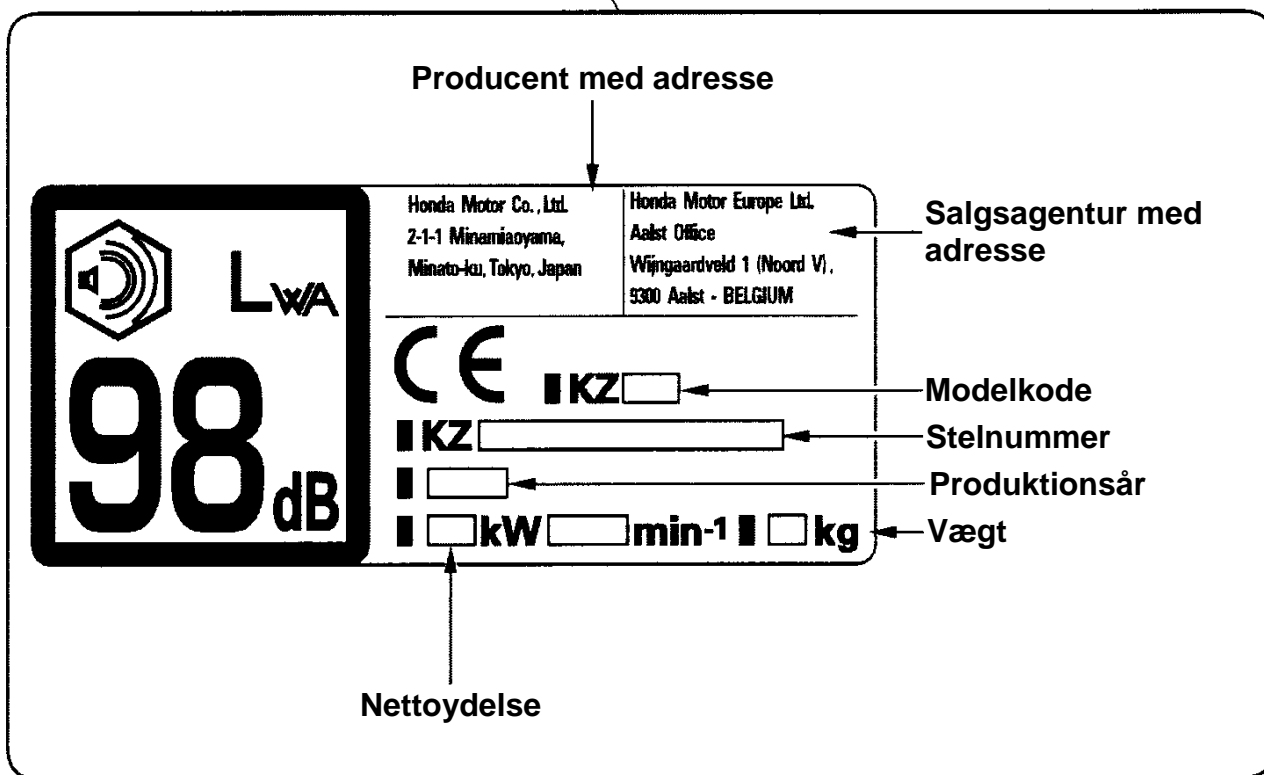 Producent med adresse
Honda Motor Co., Ltd.
2-1-1 Minamiaoyama,
Minato-ku, Tokyo, Japan
Honda Motor Europe Ltd.
Aalst Office
Wijngaardveld 1 (Noord V),
9300 Aalst - BELGIUM
Salgsagentur med
adresse
LWA
98dB
CE
KZ
Modelkode
KZ
Stelnummer
Produktionsår
kW min-1 kg
Vægt
Nettoydelse